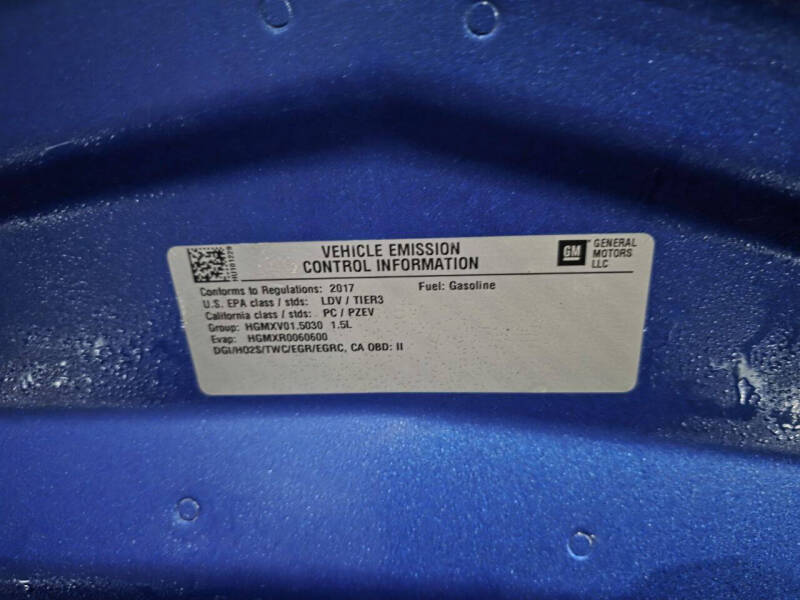 VEHICLE EMISSION
CONTROL INFORMATION
GM
GENERAL
MOTORS
LLC
Conforms to Regulations: 2017 Fuel: Gasoline
U.S. EPA class / stds: LDV / TIER3
California class / stds: PC / PZEV
Group: HGMXV01.5030 1.5L
Evap: HGMXR0060600
DGI/HO2S/TWC/EGR/EGRC, CA OBD: II